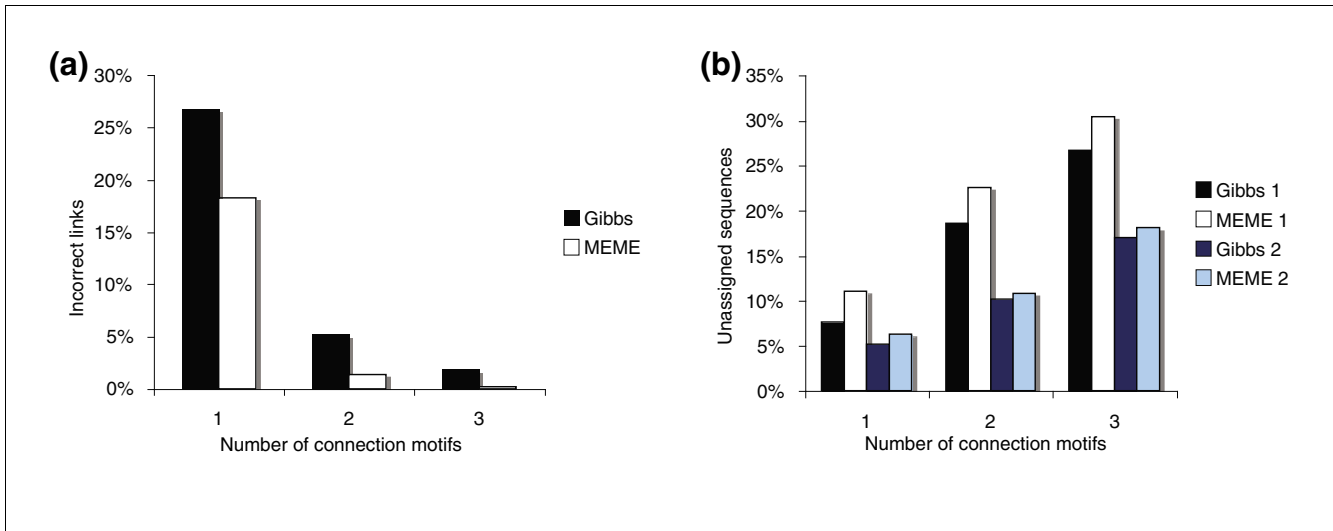 (a)
30%
25%
20%
15%
10%
5%
0%
Incorrect links
1 2 3
Number of connection motifs
Gibbs
MEME
(b)
35%
30%
25%
20%
15%
10%
5%
0%
Unassigned sequences
1 2 3
Number of connection motifs
Gibbs 1
MEME 1
Gibbs 2
MEME 2